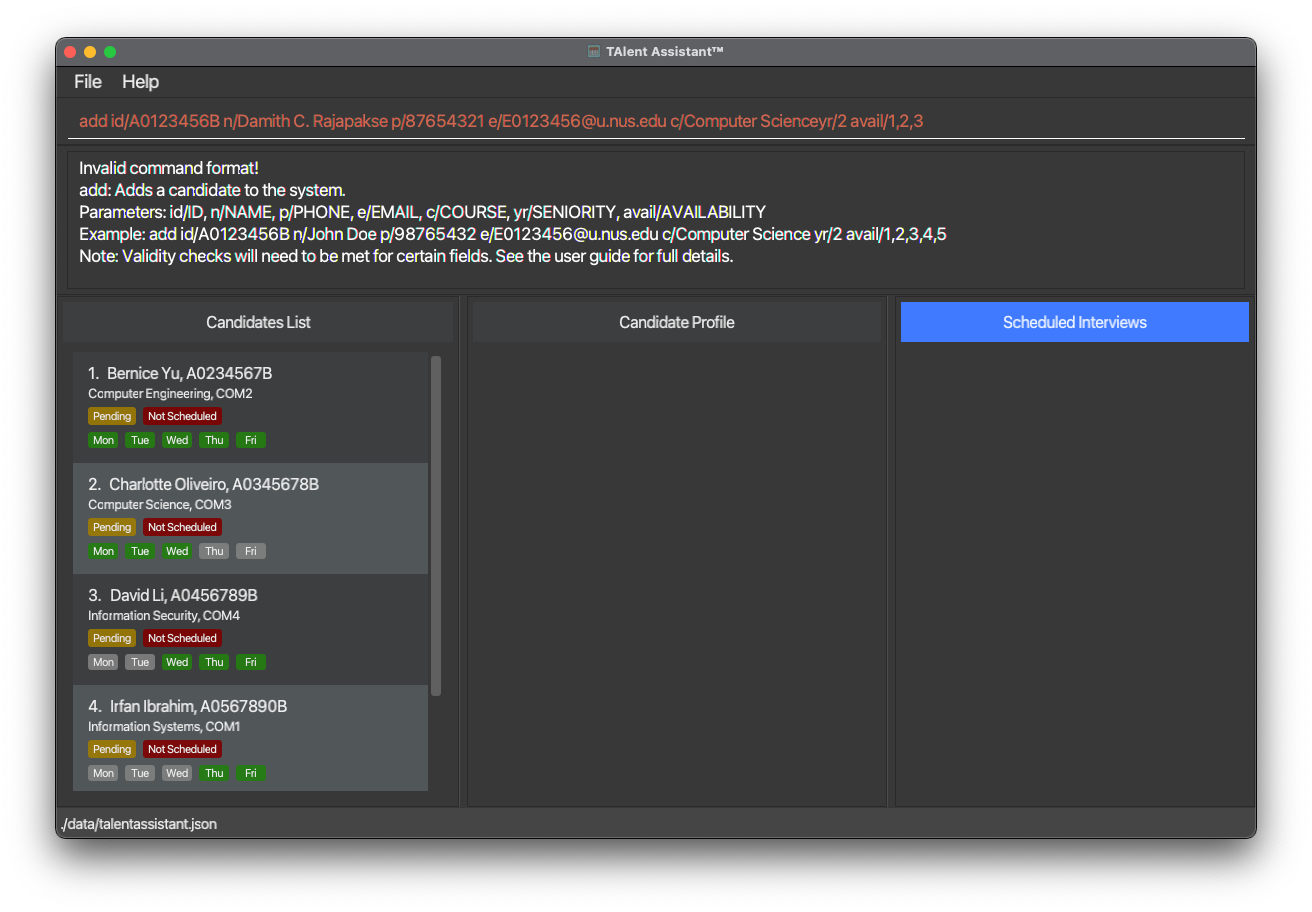 TAlent Assistant™
File Help
add id/A0123456B n/Damith C. Rajapakse p/87654321 e/E0123456@u.nus.edu c/Computer Scienceyr/2 avail/1,2,3
Invalid command format!
add: Adds a candidate to the system.
Parameters: id/ID, n/NAME, p/PHONE, e/EMAIL, c/COURSE, yr/SENIORITY, avail/AVAILABILITY
Example: add id/A0123456B n/John Doe p/98765432 e/E0123456@u.nus.edu c/Computer Science yr/2 avail/1,2,3,4,5
Note: Validity checks will need to be met for certain fields. See the user guide for full details.
Candidates List
1. Bernice Yu, A0234567B
Computer Engineering, COM2
Pending Not Scheduled
Mon Tue Wed Thu Fri
2. Charlotte Oliveiro, A0345678B
Computer Science, COM3
Pending Not Scheduled
Mon Tue Wed Thu Fri
3. David Li, A0456789B
Information Security, COM4
Pending Not Scheduled
Mon Tue Wed Thu Fri
4. Irfan Ibrahim, A0567890B
Information Systems, COM1
Pending Not Scheduled
Mon Tue Wed Thu Fri
Candidate Profile
Scheduled Interviews
./data/talentassistant.json